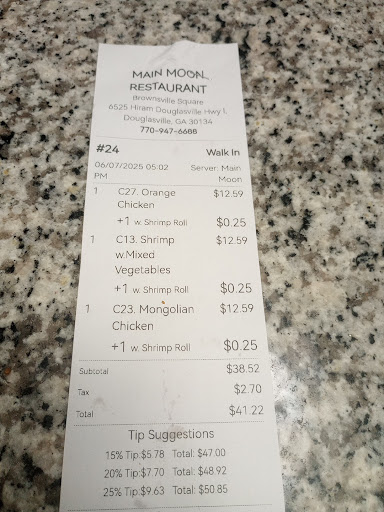 MAIN MOON
RESTAURANT
Brownsville Square
6525 Hiram Douglasville Hwy l,
Douglasville, GA 30134
770-947-6688
#24 Walk In
06/07/2025 05:02 PM Server: Main Moon
1 C27. Orange Chicken $12.59
+1 w. Shrimp Roll $0.25
1 C13. Shrimp w.Mixed Vegetables $12.59
+1 w. Shrimp Roll $0.25
1 C23. Mongolian Chicken $12.59
+1 w. Shrimp Roll $0.25
Subtotal $38.52
Tax $2.70
Total $41.22
Tip Suggestions
15% Tip:$5.78 Total: $47.00
20% Tip:$7.70 Total: $48.92
25% Tip:$9.63 Total: $50.85